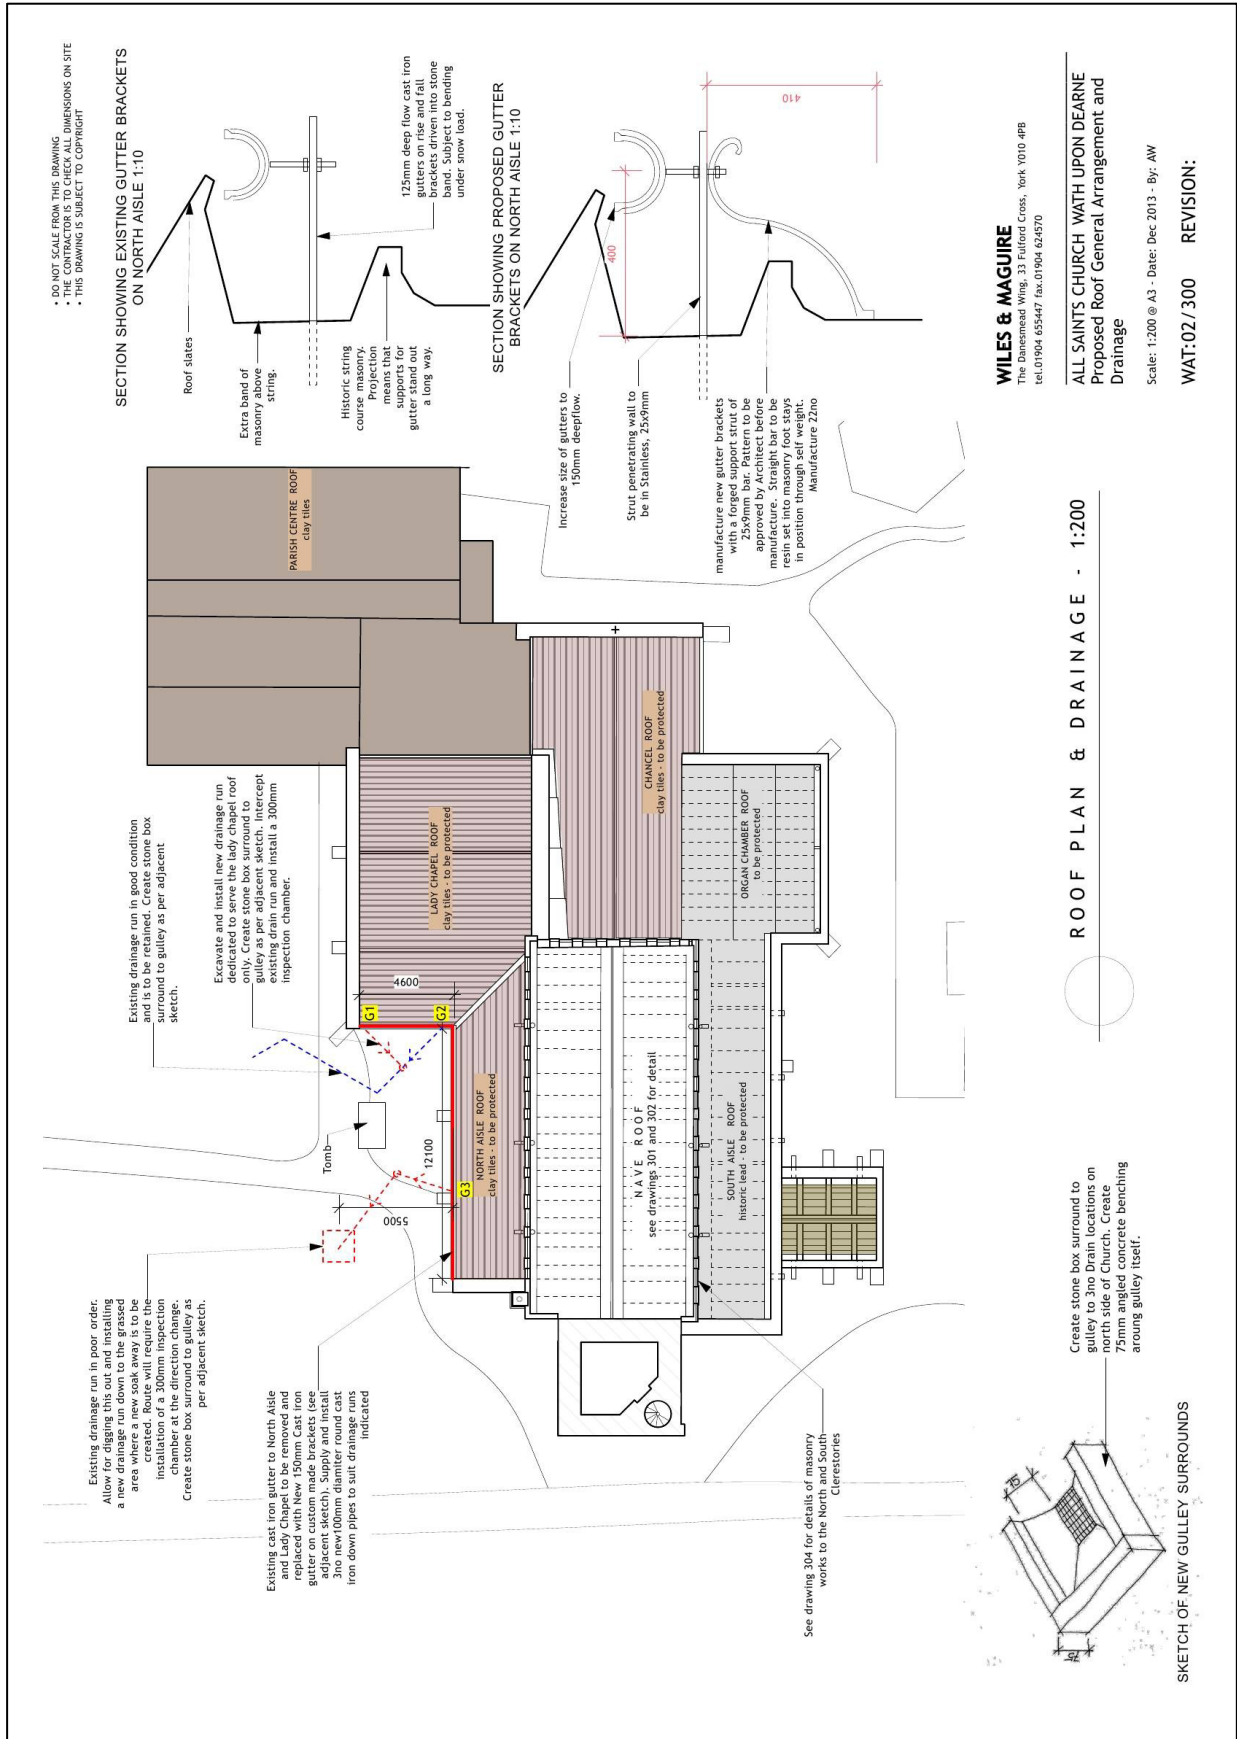 • DO NOT SCALE FROM THIS DRAWING
• THE CONTRACTOR IS TO CHECK ALL DIMENSIONS ON SITE
• THIS DRAWING IS SUBJECT TO COPYRIGHT
SECTION SHOWING EXISTING GUTTER BRACKETS
ON NORTH AISLE 1:10
Roof slates
Extra band of
masonry above
string.
Historic string
course masonry.
Projection
means that
supports for
gutter stand out
a long way.
125mm deep flow cast iron
gutters on rise and fall
brackets driven into stone
band. Subject to bending
under snow load.
SECTION SHOWING PROPOSED GUTTER
BRACKETS ON NORTH AISLE 1:10
400
410
Increase size of gutters to
150mm deepflow.
Strut penetrating wall to
be in Stainless, 25x9mm
manufacture new gutter brackets
with a forged support strut of
25x9mm bar. Pattern to be
approved by Architect before
manufacture. Straight bar to be
resin set into masonry foot stays
in position through self weight.
Manufacture 22no
WILES & MAGUIRE
The Danesmead Wing, 33 Fulford Cross, York YO10 4PB
tel.01904 655447 fax.01904 624570
ALL SAINTS CHURCH WATH UPON DEARNE
Proposed Roof General Arrangement and
Drainage
Scale: 1:200 @ A3 - Date: Dec 2013 - By: AW
WAT:02/300 REVISION:
Existing drainage run in poor order.
Allow for digging this out and installing
a new drainage run down to the grassed
area where a new soak away is to be
created. Route will require the
installation of a 300mm inspection
chamber at the direction change.
Create stone box surround to gulley as
per adjacent sketch.
Existing drainage run in good condition
and is to be retained. Create stone box
surround to gulley as per adjacent
sketch.
Excavate and install new drainage run
dedicated to serve the lady chapel roof
only. Create stone box surround to
gulley as per adjacent sketch. Intercept
existing drain run and install a 300mm
inspection chamber.
Existing cast iron gutter to North Aisle
and Lady Chapel to be removed and
replaced with New 150mm Cast iron
gutter on custom made brackets (see
adjacent sketch). Supply and install
3no new100mm diamiter round cast
iron down pipes to suit drainage runs
indicated
Tomb
5500
12100
4600
G1
G2
G3
PARISH CENTRE ROOF
clay tiles
LADY CHAPEL ROOF
clay tiles - to be protected
NORTH AISLE ROOF
clay tiles - to be protected
CHANCEL ROOF
clay tiles - to be protected
NAVE ROOF
see drawings 301 and 302 for detail
ORGAN CHAMBER ROOF
to be protected
SOUTH AISLE ROOF
historic lead - to be protected
See drawing 304 for details of masonry
works to the North and South
Clerestories
ROOF PLAN & DRAINAGE - 1:200
Create stone box surround to
gulley to 3no Drain locations on
north side of Church. Create
75mm angled concrete benching
aroung gulley itself.
75
75
SKETCH OF NEW GULLEY SURROUNDS